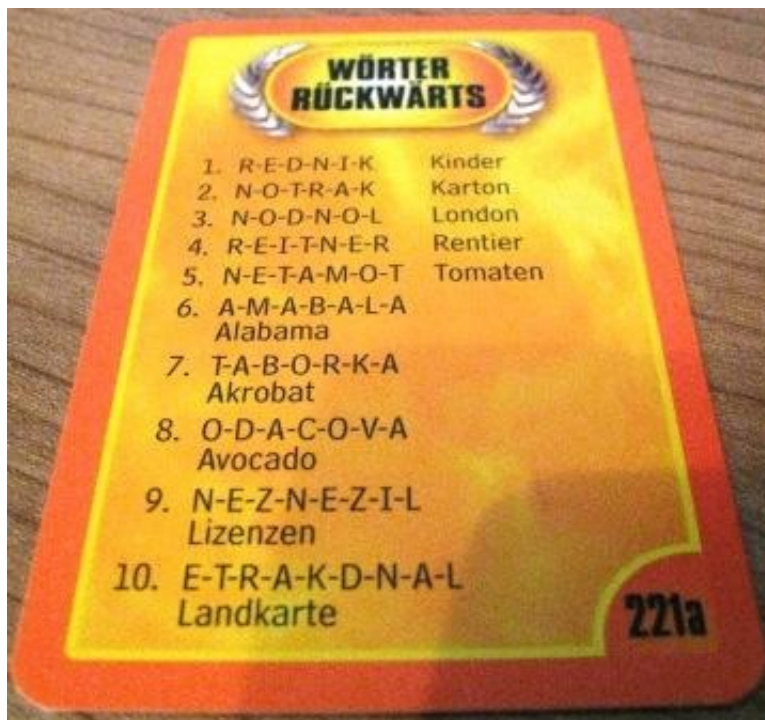 WÖRTER
RÜCKWÄRTS
1. R-E-D-N-I-K Kinder
2. N-O-T-R-A-K Karton
3. N-O-D-N-O-L London
4. R-E-I-T-N-E-R Rentier
5. N-E-T-A-M-O-T Tomaten
6. A-M-A-B-A-L-A
Alabama
7. T-A-B-O-R-K-A
Akrobat
8. O-D-A-C-O-V-A
Avocado
9. N-E-Z-N-E-Z-I-L
Lizenzen
10. E-T-R-A-K-D-N-A-L
Landkarte
221a